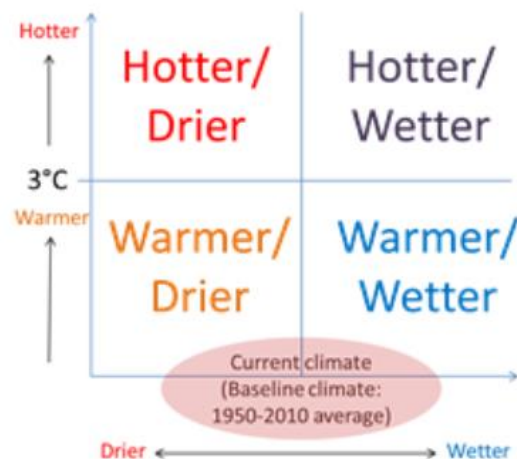 Hotter
Hotter/
Drier
Hotter/
Wetter
3°C
Warmer
Warmer/
Drier
Warmer/
Wetter
Current climate
(Baseline climate:
1950-2010 average)
Drier
Wetter